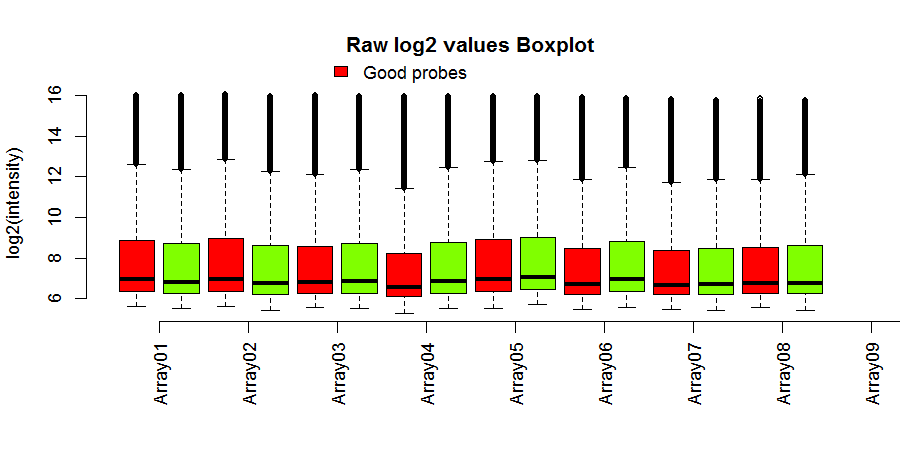 Raw log2 values Boxplot
Good probes
log2(intensity)
16
14
12
10
8
6
Array01
Array02
Array03
Array04
Array05
Array06
Array07
Array08
Array09